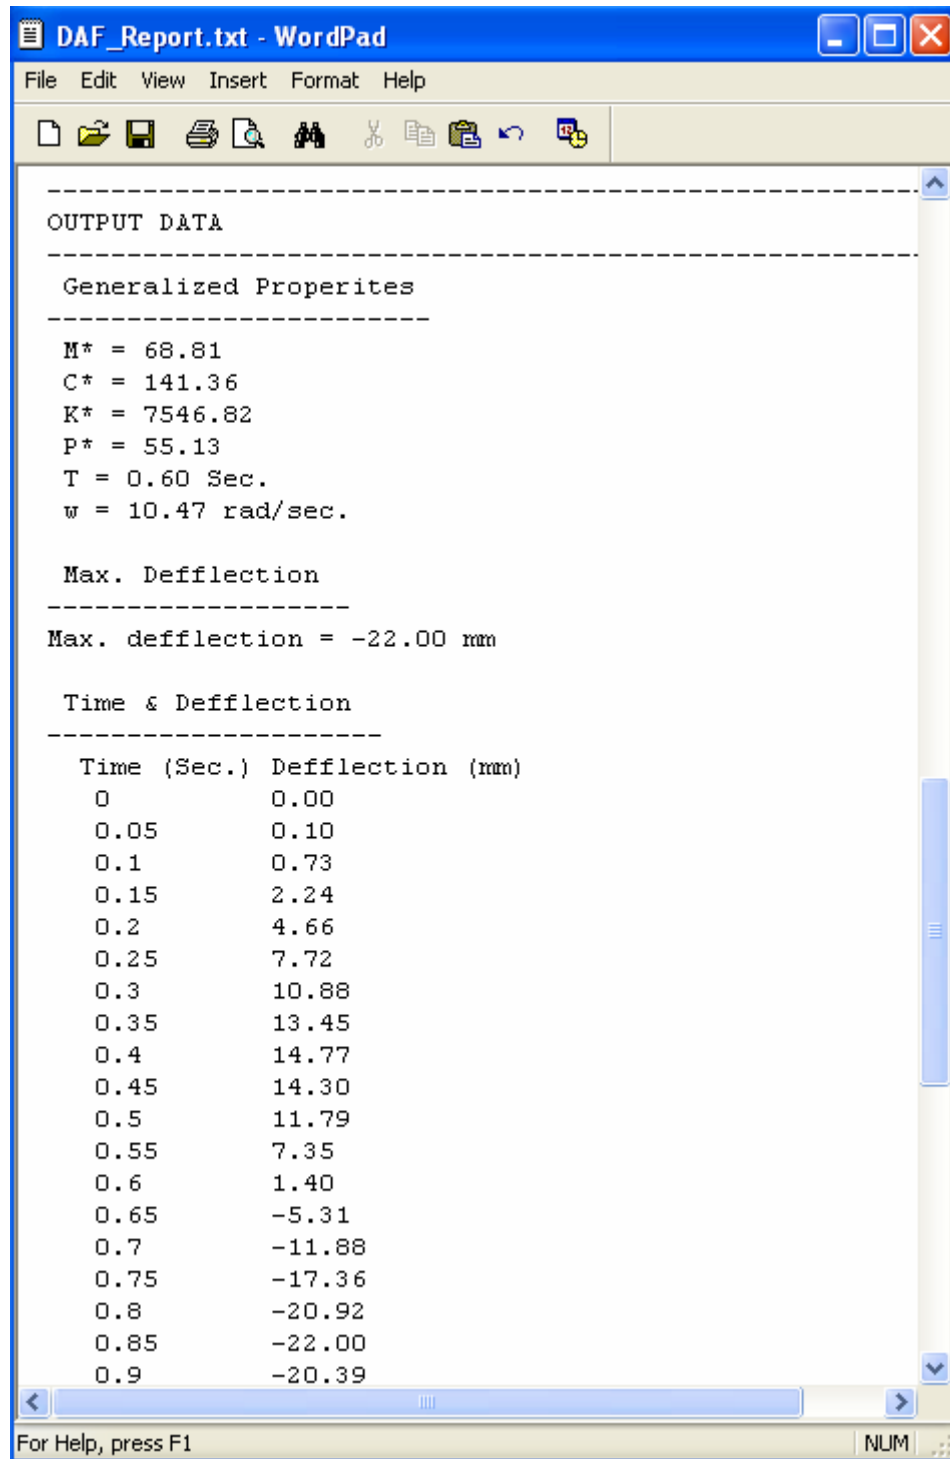 DAF_Report.txt - WordPad
File Edit View Insert Format Help
OUTPUT DATA
Generalized Properites
M* = 68.81
C* = 141.36
K* = 7546.82
P* = 55.13
T = 0.60 Sec.
w = 10.47 rad/sec.
Max. Defflection
Max. defflection = -22.00 mm
Time & Defflection
Time (Sec.) Defflection (mm)
0 0.00
0.05 0.10
0.1 0.73
0.15 2.24
0.2 4.66
0.25 7.72
0.3 10.88
0.35 13.45
0.4 14.77
0.45 14.30
0.5 11.79
0.55 7.35
0.6 1.40
0.65 -5.31
0.7 -11.88
0.75 -17.36
0.8 -20.92
0.85 -22.00
0.9 -20.39
For Help, press F1 NUM